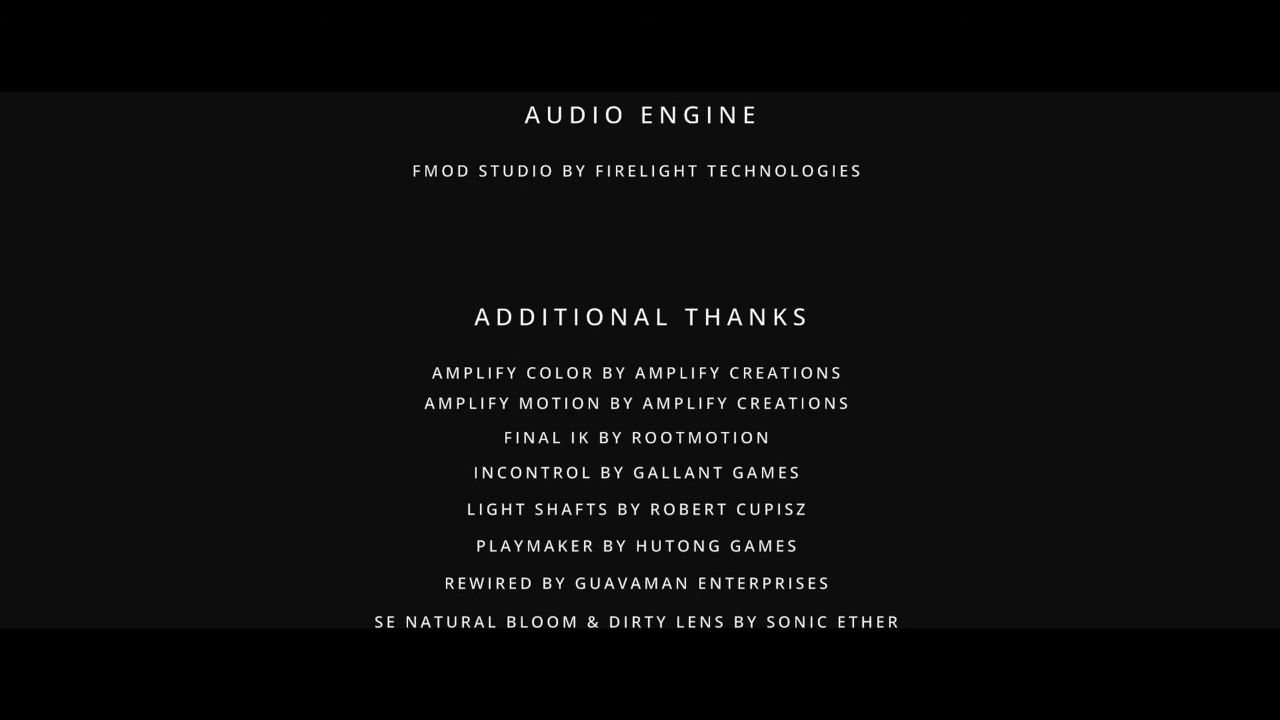 AUDIO ENGINE
FMOD STUDIO BY FIRELIGHT TECHNOLOGIES
ADDITIONAL THANKS
AMPLIFY COLOR BY AMPLIFY CREATIONS
AMPLIFY MOTION BY AMPLIFY CREATIONS
FINAL IK BY ROOTMOTION
INCONTROL BY GALLANT GAMES
LIGHT SHAFTS BY ROBERT CUPISZ
PLAYMAKER BY HUTONG GAMES
REWIRED BY GUAVAMAN ENTERPRISES
SE NATURAL BLOOM & DIRTY LENS BY SONIC ETHER